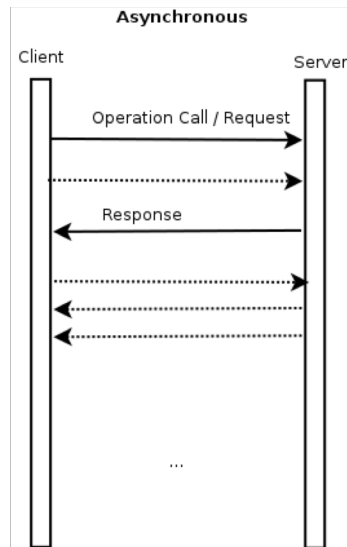 Asynchronous
Client
Server
Operation Call / Request
Response
...